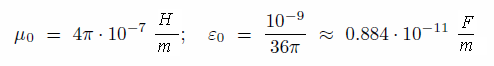 μ₀ = 4π · 10⁻⁷ H/m; ε₀ = 10⁻⁹/36π ≈ 0.884 · 10⁻¹¹ F/m